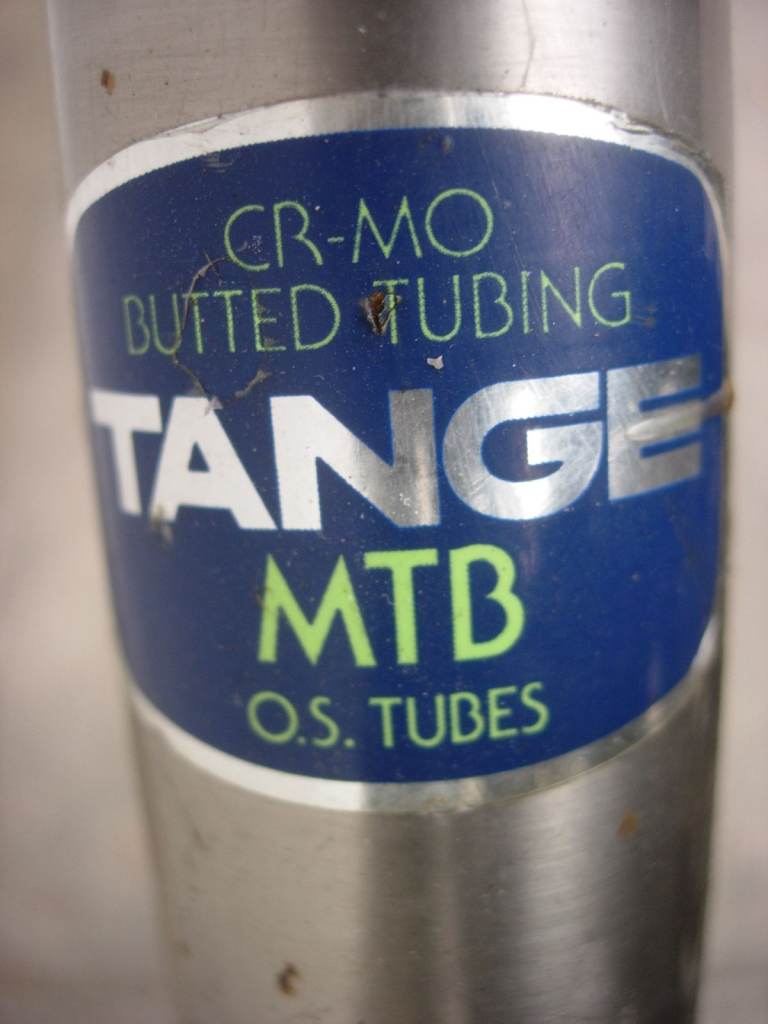 CR-MO
BUTTED TUBING
TANGE
MTB
O.S. TUBES